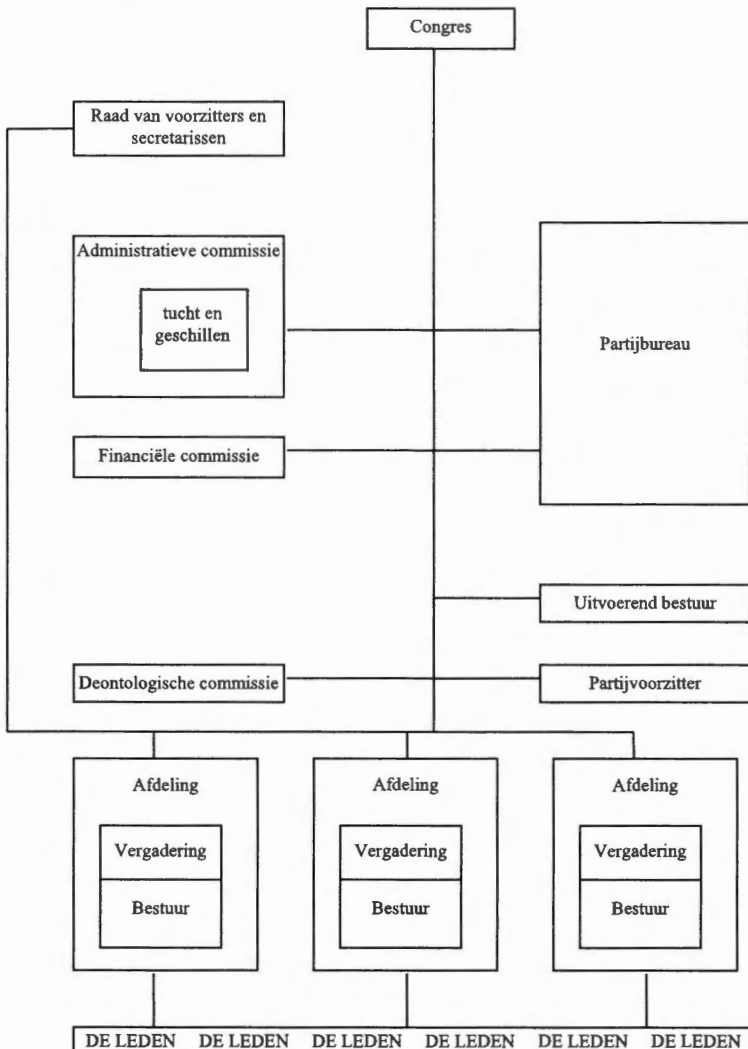 Congres
Raad van voorzitters en
secretarissen
Administratieve commissie
tucht en
geschillen
Partijbureau
Financiële commissie
Uitvoerend bestuur
Deontologische commissie
Partijvoorzitter
Afdeling
Vergadering
Bestuur
Afdeling
Vergadering
Bestuur
Afdeling
Vergadering
Bestuur
DE LEDEN DE LEDEN DE LEDEN DE LEDEN DE LEDEN DE LEDEN